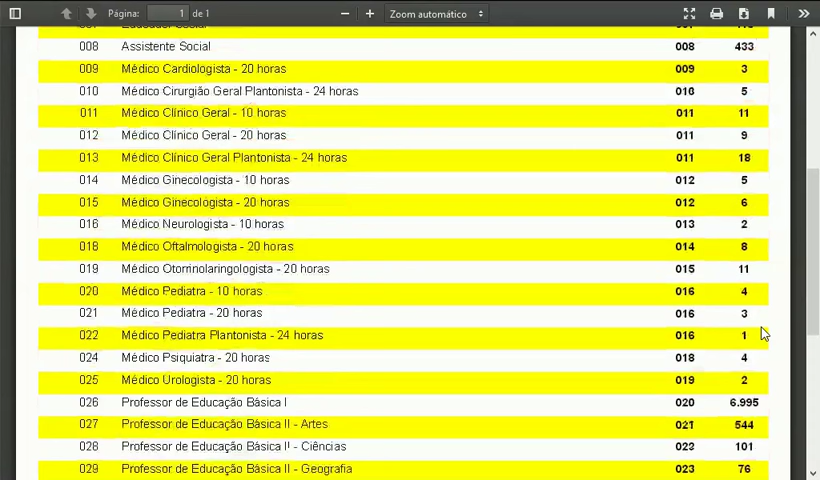 Página: 1 de 1 Zoom automático
008 Assistente Social 008 433
009 Médico Cardiologista - 20 horas 009 3
010 Médico Cirurgião Geral Plantonista - 24 horas 010 5
011 Médico Clínico Geral - 10 horas 011 11
012 Médico Clínico Geral - 20 horas 011 9
013 Médico Clínico Geral Plantonista - 24 horas 011 18
014 Médico Ginecologista - 10 horas 012 5
015 Médico Ginecologista - 20 horas 012 6
016 Médico Neurologista - 10 horas 013 2
018 Médico Oftalmologista - 20 horas 014 8
019 Médico Otorrinolaringologista - 20 horas 015 11
020 Médico Pediatra - 10 horas 016 4
021 Médico Pediatra - 20 horas 016 3
022 Médico Pediatra Plantonista - 24 horas 016 1
024 Médico Psiquiatra - 20 horas 018 4
025 Médico Urologista - 20 horas 019 2
026 Professor de Educação Básica I 020 6.995
027 Professor de Educação Básica II - Artes 021 544
028 Professor de Educação Básica II - Ciências 022 101
029 Professor de Educação Básica II - Geografia 023 76